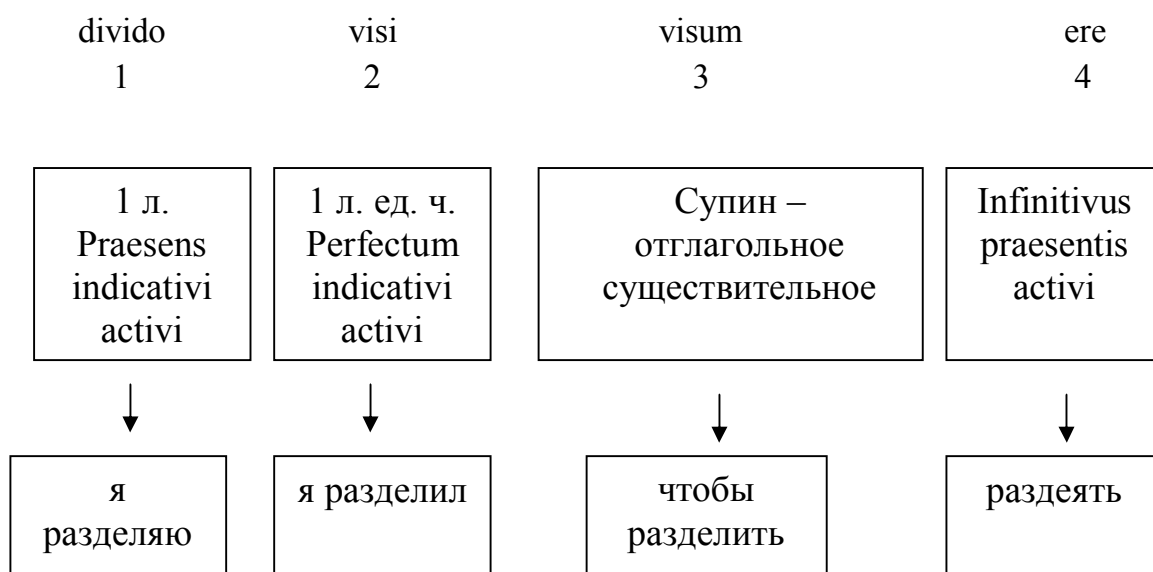 divido visi visum ere
1 2 3 4
1 л.
Praesens
indicativi
activi
1 л. ед. ч.
Perfectum
indicativi
activi
Супин –
отглагольное
существительное
Infinitivus
praesentis
activi
я
разделяю
я разделил
чтобы
разделить
раздеять